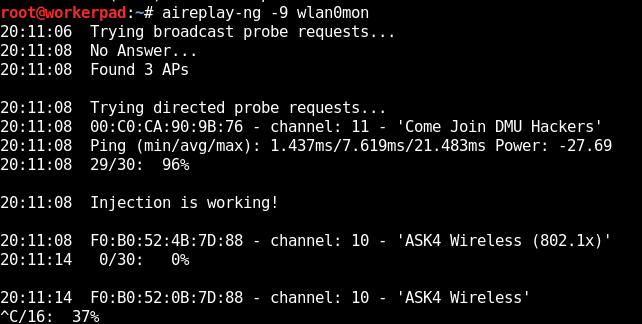 root@workerpad:~# aireplay-ng -9 wlan0mon
20:11:06  Trying broadcast probe requests...
20:11:08  No Answer...
20:11:08  Found 3 APs

20:11:08  Trying directed probe requests...
20:11:08  00:C0:CA:90:9B:76 - channel: 11 - 'Come Join DMU Hackers'
20:11:08  Ping (min/avg/max): 1.437ms/7.619ms/21.483ms Power: -27.69
20:11:08  29/30:  96%

20:11:08  Injection is working!

20:11:08  F0:B0:52:4B:7D:88 - channel: 10 - 'ASK4 Wireless (802.1x)'
20:11:14   0/30:   0%

20:11:14  F0:B0:52:0B:7D:88 - channel: 10 - 'ASK4 Wireless'
^C/16:  37%